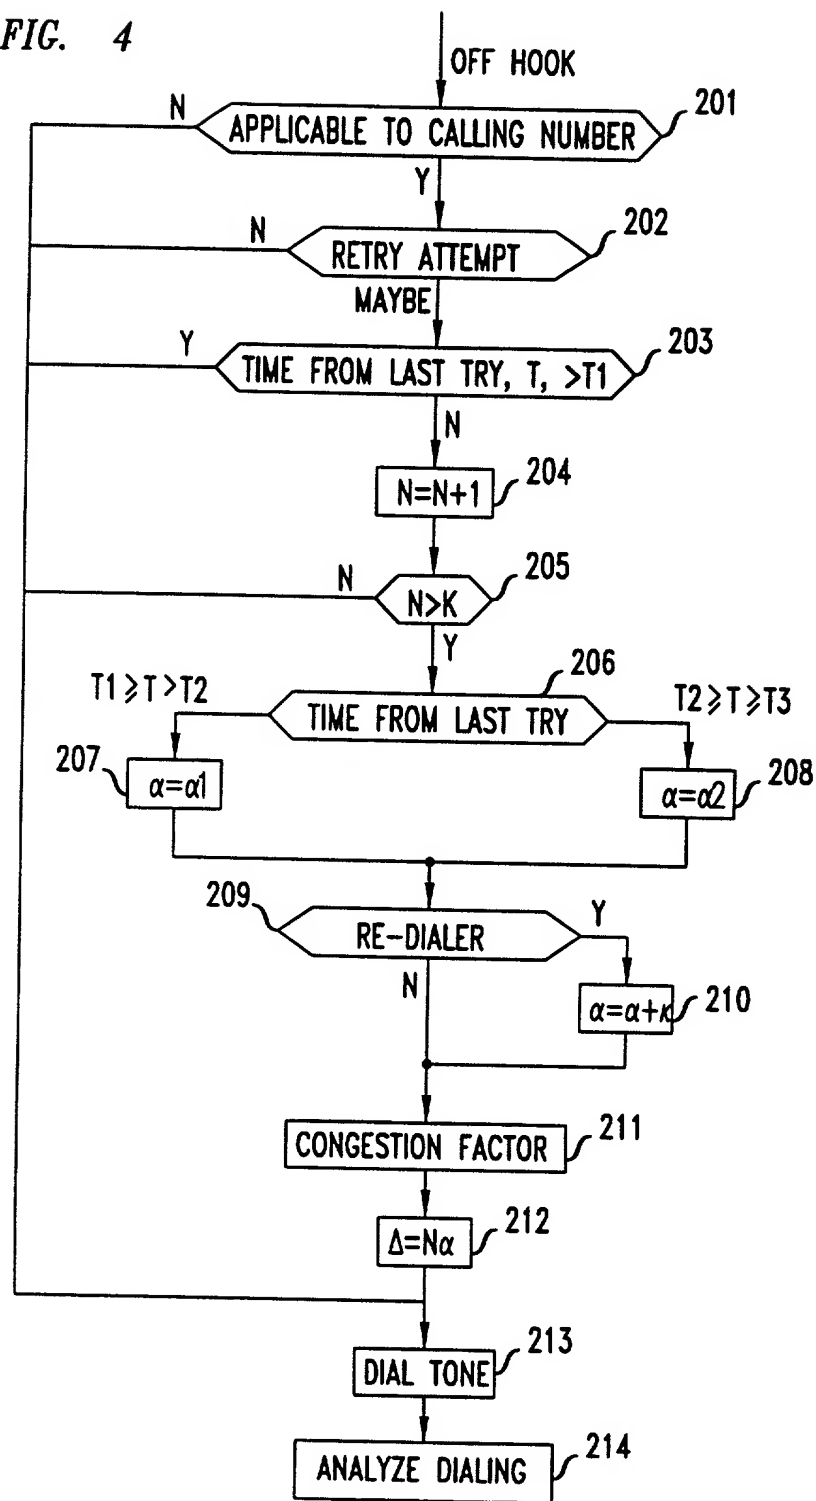 FIG. 4
OFF HOOK
N
APPLICABLE TO CALLING NUMBER
201
Y
N
RETRY ATTEMPT
202
MAYBE
Y
TIME FROM LAST TRY, T, >T1
203
N
N=N+1
204
N
N>K
205
Y
206
T1⩾T>T2
TIME FROM LAST TRY
T2⩾T⩾T3
207
α=α1
α=α2
208
209
RE-DIALER
Y
N
α=α+κ
210
CONGESTION FACTOR
211
Δ=Nα
212
DIAL TONE
213
ANALYZE DIALING
214